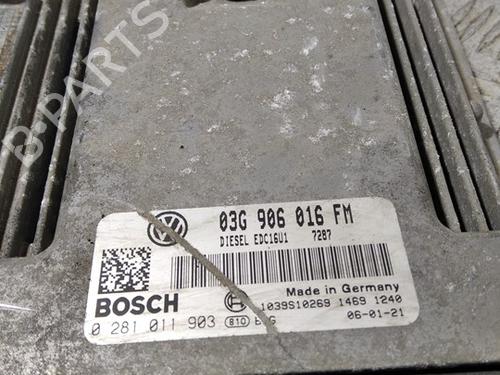 B-PARTS
03G 906 016 FM
DIESEL EDC16U1 7287
BOSCH
Made in Germany
1039S10269 1469 1240
0 281 011 903 810
06-01-21